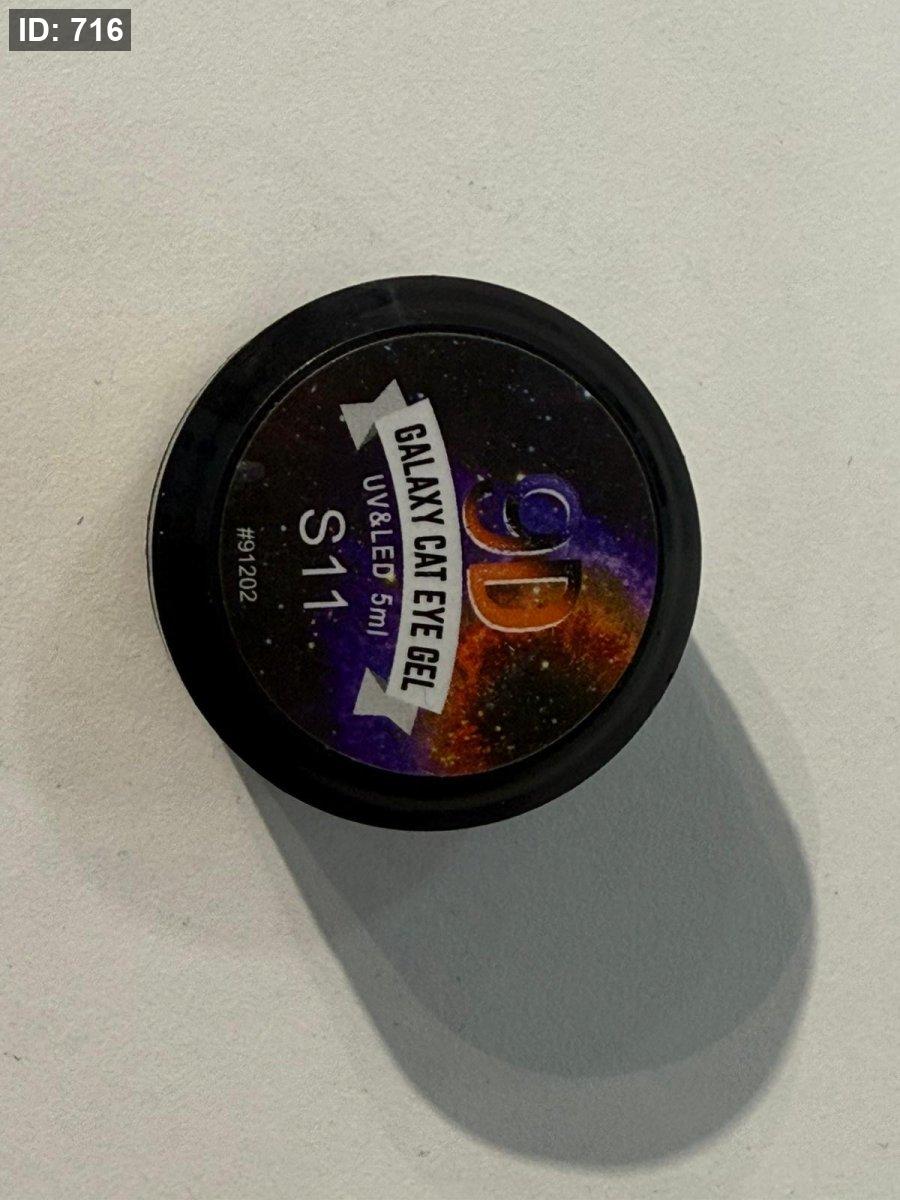 ID: 716
9D
GALAXY CAT EYE GEL
UV&LED 5ml
S11
#91202